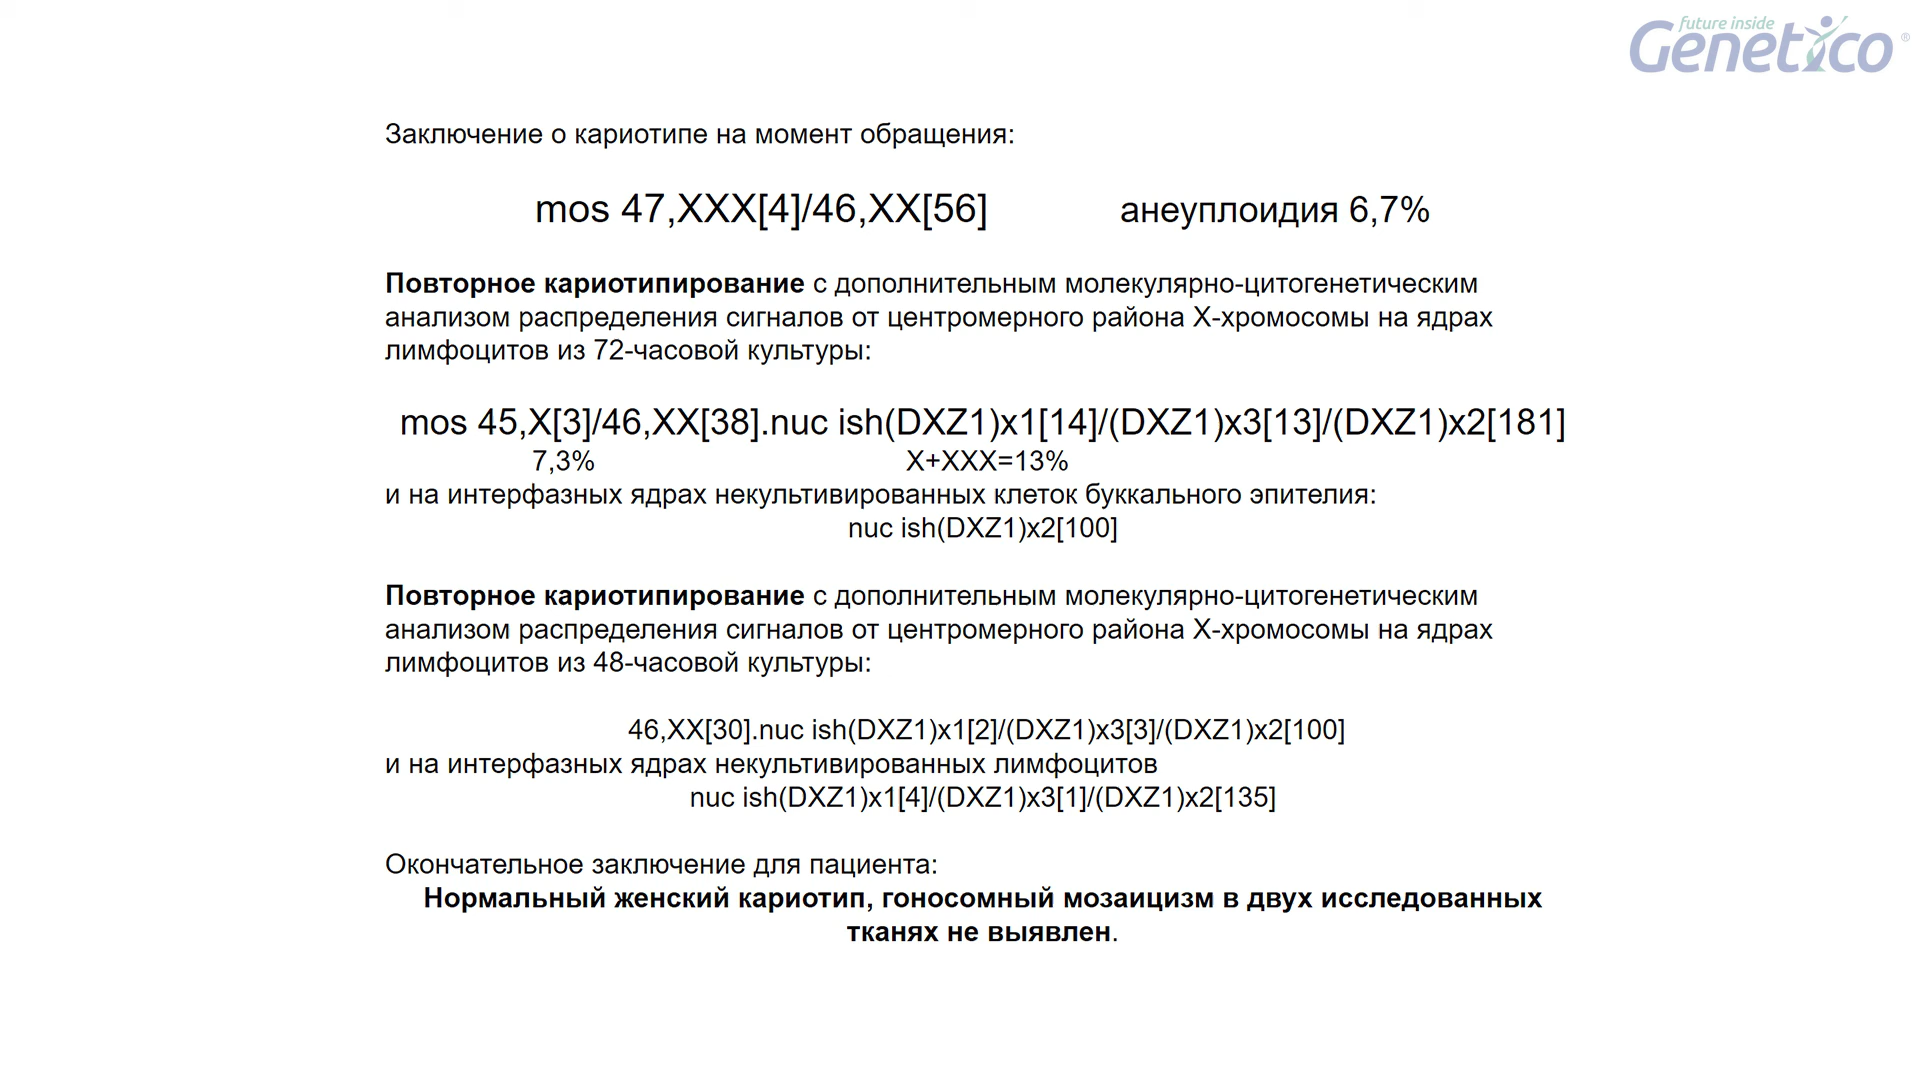 future inside
Genetico ®
Заключение о кариотипе на момент обращения:
mos 47,XXX[4]/46,XX[56] анеуплоидия 6,7%
Повторное кариотипирование с дополнительным молекулярно-цитогенетическим
анализом распределения сигналов от центромерного района Х-хромосомы на ядрах
лимфоцитов из 72-часовой культуры:
mos 45,X[3]/46,XX[38].nuc ish(DXZ1)x1[14]/(DXZ1)x3[13]/(DXZ1)x2[181]
7,3% X+XXX=13%
и на интерфазных ядрах некультивированных клеток буккального эпителия:
nuc ish(DXZ1)x2[100]
Повторное кариотипирование с дополнительным молекулярно-цитогенетическим
анализом распределения сигналов от центромерного района Х-хромосомы на ядрах
лимфоцитов из 48-часовой культуры:
46,XX[30].nuc ish(DXZ1)x1[2]/(DXZ1)x3[3]/(DXZ1)x2[100]
и на интерфазных ядрах некультивированных лимфоцитов
nuc ish(DXZ1)x1[4]/(DXZ1)x3[1]/(DXZ1)x2[135]
Окончательное заключение для пациента:
Нормальный женский кариотип, гоносомный мозаицизм в двух исследованных
тканях не выявлен.